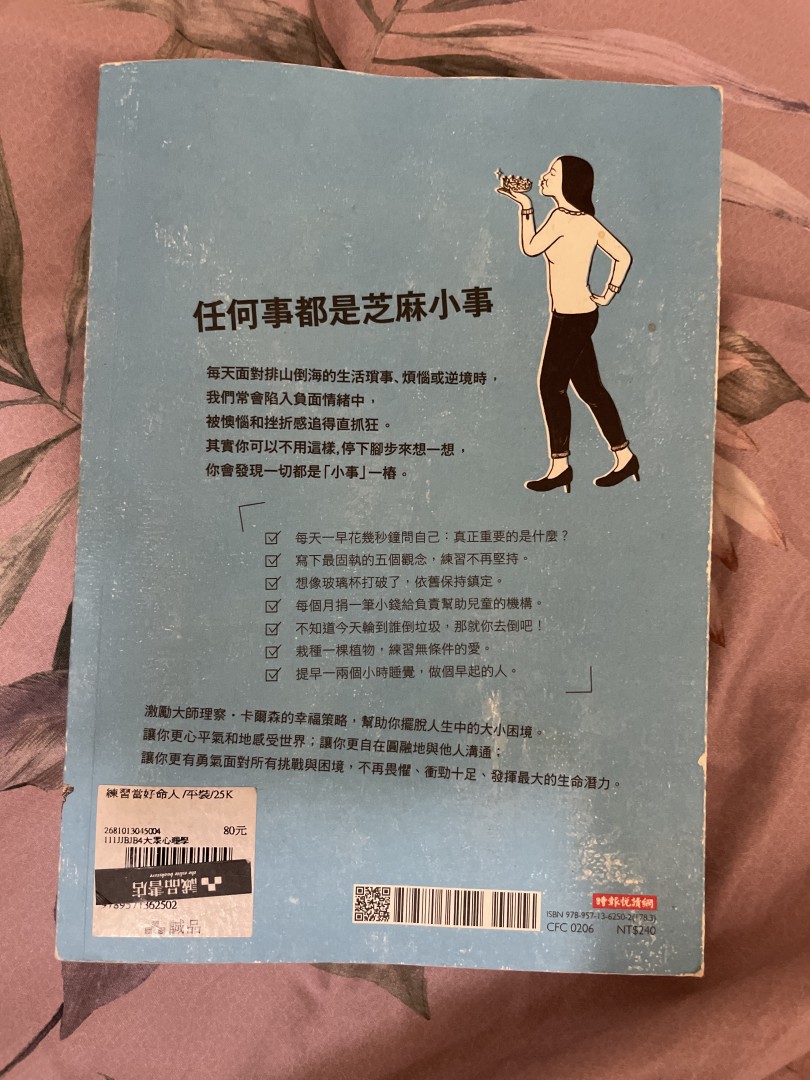 任何事都是芝麻小事
每天面對排山倒海的生活瑣事、煩惱或逆境時，
我們常會陷入負面情緒中，
被懊惱和挫折感追得直抓狂。
其實你可以不用這樣,停下腳步來想一想，
你會發現一切都是「小事」一樁。
每天一早花幾秒鐘問自己：真正重要的是什麼？
寫下最固執的五個觀念，練習不再堅持。
想像玻璃杯打破了，依舊保持鎮定。
每個月捐一筆小錢給負責幫助兒童的機構。
不知道今天輪到誰倒垃圾，那就你去倒吧！
栽種一棵植物，練習無條件的愛。
提早一兩個小時睡覺，做個早起的人。
激勵大師理察・卡爾森的幸福策略，幫助你擺脫人生中的大小困境。
讓你更心平氣和地感受世界；讓你更自在圓融地與他人溝通；
讓你更有勇氣面對所有挑戰與困境，不再畏懼、衝勁十足、發揮最大的生命潛力。
練習當好命人 /平裝/25K
2681013045004 80元
111JJBJB4大眾心理學
誠品書店
the eslite bookstore
9789571362502
誠品
時報悅讀網
ISBN 978-957-13-6250-2(178.3)
CFC 0206 NT$240